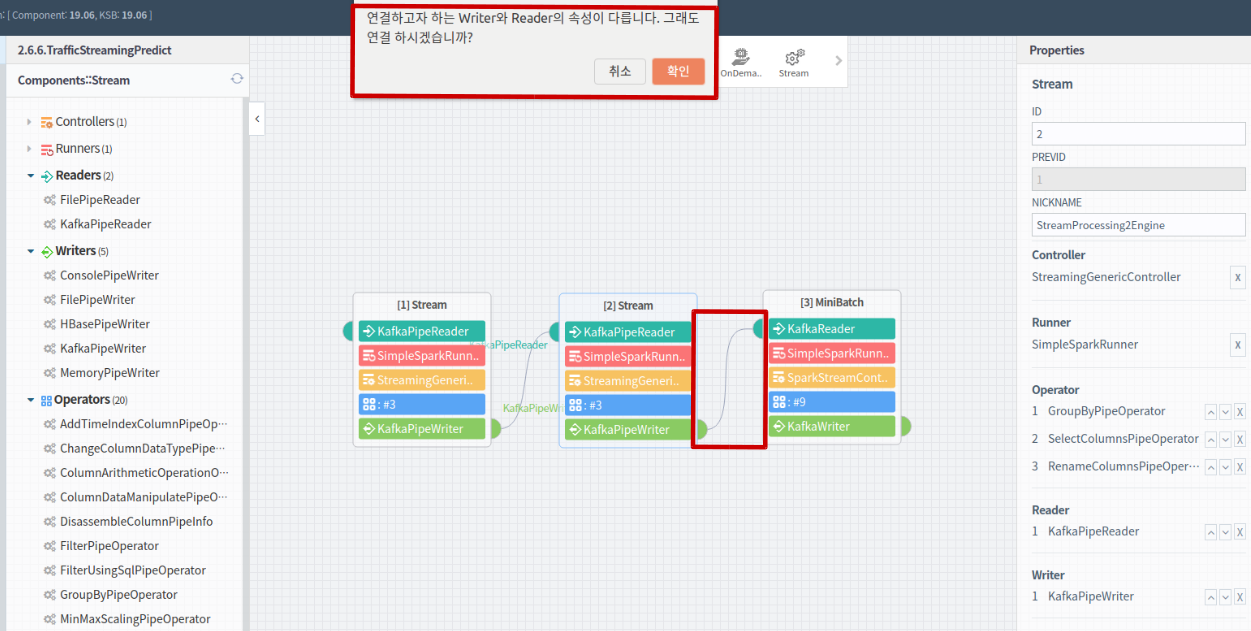 : | Component: 19.06, KSB: 19.06 ]
연결하고자 하는 Writer와 Reader의 속성이 다릅니다. 그래도
연결 하시겠습니까?
취소
확인
2.6.6.TrafficStreamingPredict
Components::Stream
Controllers (1)
Runners (1)
Readers (2)
FilePipeReader
KafkaPipeReader
Writers (5)
ConsolePipeWriter
FilePipeWriter
HBasePipeWriter
KafkaPipeWriter
MemoryPipeWriter
Operators (20)
AddTimeIndexColumnPipeOp...
ChangeColumnDataTypePipe...
ColumnArithmeticOperationO...
ColumnDataManipulatePipeO...
DisassembleColumnPipeInfo
FilterPipeOperator
FilterUsingSqlPipeOperator
GroupByPipeOperator
MinMaxScalingPipeOperator
OnDema..
Stream
[1] Stream
KafkaPipeReader
SimpleSparkRunn..
StreamingGeneri..
: #3
KafkaPipeWriter
KafkaPipeReader
KafkaPipeWri
[2] Stream
KafkaPipeReader
SimpleSparkRunn..
StreamingGeneri..
: #3
KafkaPipeWriter
[3] MiniBatch
KafkaReader
SimpleSparkRunn..
SparkStreamCont..
: #9
KafkaWriter
Properties
Stream
ID
2
PREVID
1
NICKNAME
StreamProcessing2Engine
Controller
StreamingGenericController X
Runner
SimpleSparkRunner X
Operator
1 GroupByPipeOperator X
2 SelectColumnsPipeOperator X
3 RenameColumnsPipeOper... X
Reader
1 KafkaPipeReader X
Writer
1 KafkaPipeWriter X